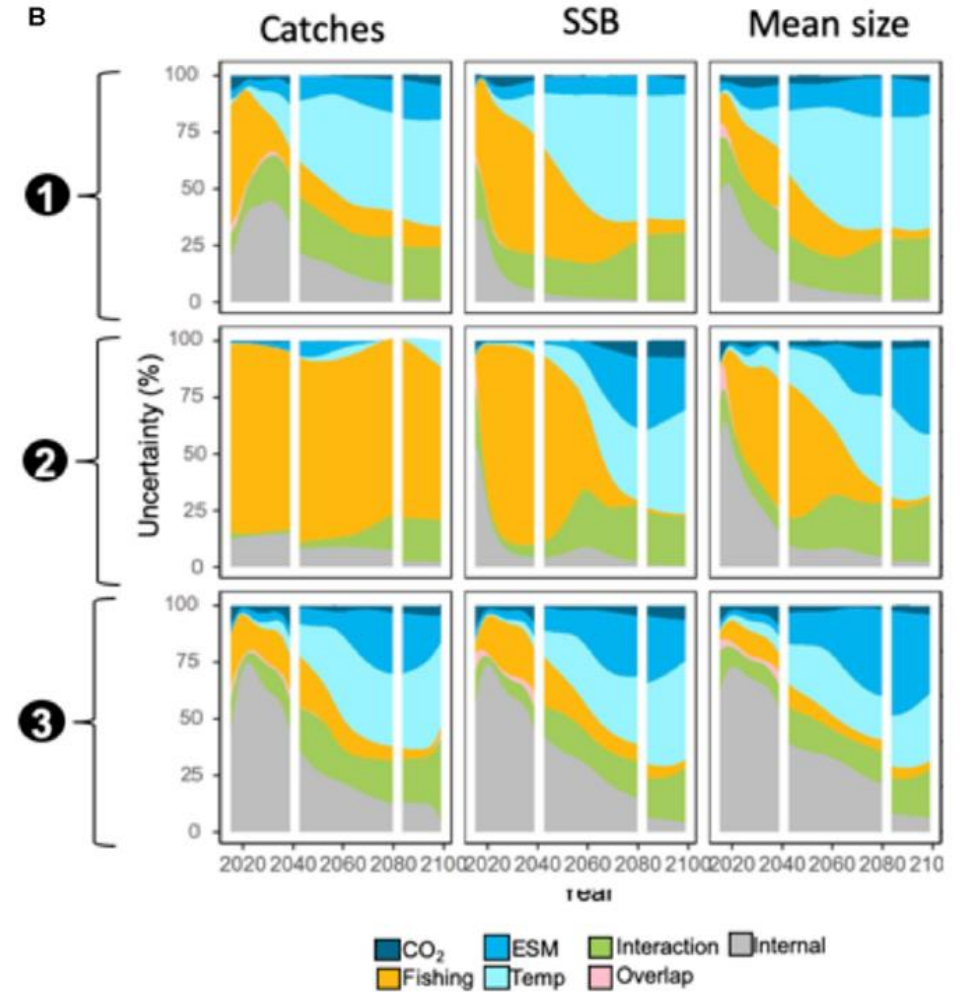 B
Catches SSB Mean size
1
100
75
50
25
0
2
100
75
50
25
0
Uncertainty (%)
3
100
75
50
25
0
2020 2040 2060 2080 2100 2020 2040 2060 2080 2100 2020 2040 2060 2080 210
Year
CO₂ ESM Interaction Internal
Fishing Temp Overlap